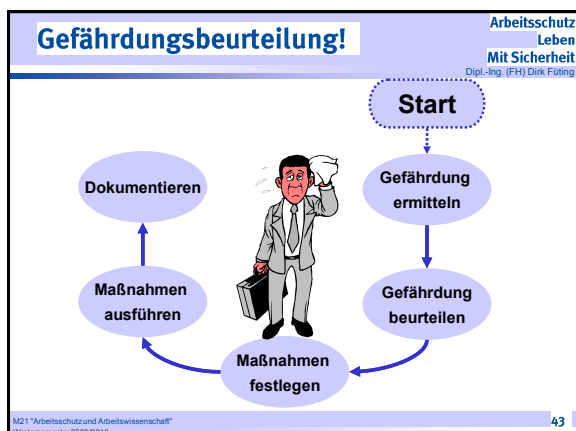 Gefährdungsbeurteilung!
Arbeitsschutz
Leben
Mit Sicherheit
Dipl.-Ing. (FH) Dirk Füting
Start
Gefährdung
ermitteln
Gefährdung
beurteilen
Maßnahmen
festlegen
Maßnahmen
ausführen
Dokumentieren
M21 "Arbeitsschutz und Arbeitswissenschaft"
43